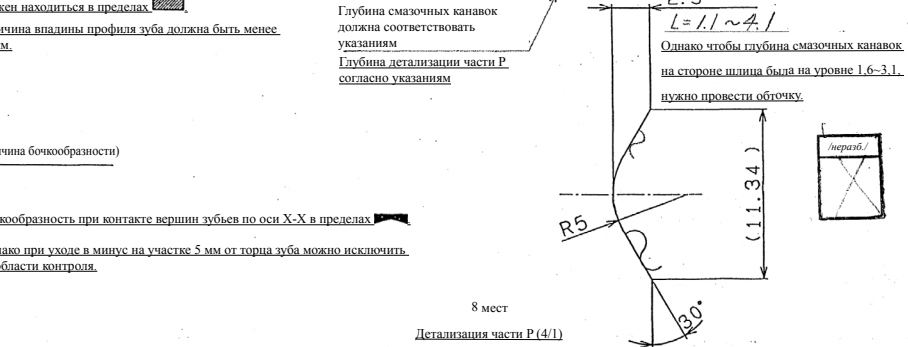 жен находиться в пределах
ичина впадины профиля зуба должна быть менее
м.
чина бочкообразности)
кообразность при контакте вершин зубьев по оси X-X в пределах
нако при уходе в минус на участке 5 мм от торца зуба можно исключить
области контроля.
Глубина смазочных канавок
должна соответствовать
указаниям
Глубина детализации части Р
согласно указаниям
L=1.1~4.1
Однако чтобы глубина смазочных канавок
на стороне шлица была на уровне 1,6~3,1,
нужно провести обточку.
/неразб./
(11.34)
R5
30°
8 мест
Детализация части Р (4/1)